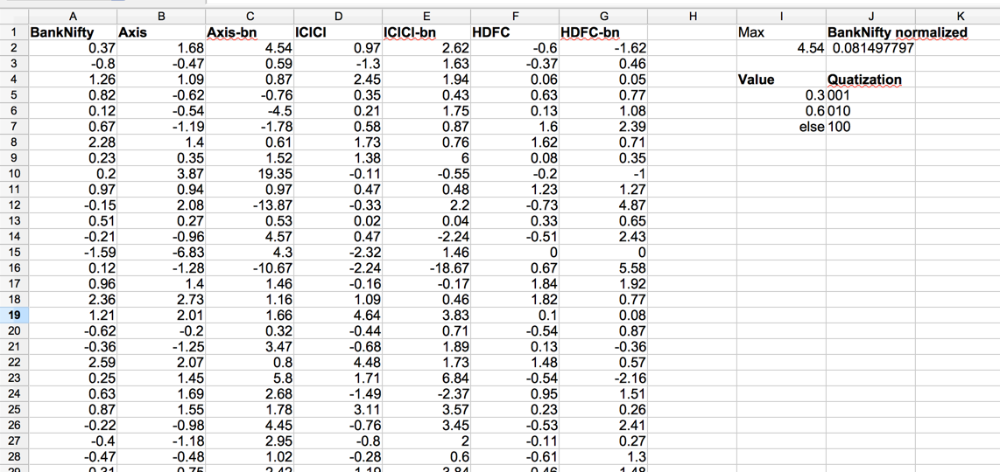 A B C D E F G H I J K
1 BankNifty Axis Axis-bn ICICI ICICI-bn HDFC HDFC-bn Max BankNifty normalized
2 0.37 1.68 4.54 0.97 2.62 -0.6 -1.62 4.54 0.081497797
3 -0.8 -0.47 0.59 -1.3 1.63 -0.37 0.46
4 1.26 1.09 0.87 2.45 1.94 0.06 0.05 Value Quatization
5 0.82 -0.62 -0.76 0.35 0.43 0.63 0.77 0.3 001
6 0.12 -0.54 -4.5 0.21 1.75 0.13 1.08 0.6 010
7 0.67 -1.19 -1.78 0.58 0.87 1.6 2.39 else 100
8 2.28 1.4 0.61 1.73 0.76 1.62 0.71
9 0.23 0.35 1.52 1.38 6 0.08 0.35
10 0.2 3.87 19.35 -0.11 -0.55 -0.2 -1
11 0.97 0.94 0.97 0.47 0.48 1.23 1.27
12 -0.15 2.08 -13.87 -0.33 2.2 -0.73 4.87
13 0.51 0.27 0.53 0.02 0.04 0.33 0.65
14 -0.21 -0.96 4.57 0.47 -2.24 -0.51 2.43
15 -1.59 -6.83 4.3 -2.32 1.46 0 0
16 0.12 -1.28 -10.67 -2.24 -18.67 0.67 5.58
17 0.96 1.4 1.46 -0.16 -0.17 1.84 1.92
18 2.36 2.73 1.16 1.09 0.46 1.82 0.77
19 1.21 2.01 1.66 4.64 3.83 0.1 0.08
20 -0.62 -0.2 0.32 -0.44 0.71 -0.54 0.87
21 -0.36 -1.25 3.47 -0.68 1.89 0.13 -0.36
22 2.59 2.07 0.8 4.48 1.73 1.48 0.57
23 0.25 1.45 5.8 1.71 6.84 -0.54 -2.16
24 0.63 1.69 2.68 -1.49 -2.37 0.95 1.51
25 0.87 1.55 1.78 3.11 3.57 0.23 0.26
26 -0.22 -0.98 4.45 -0.76 3.45 -0.53 2.41
27 -0.4 -1.18 2.95 -0.8 2 -0.11 0.27
28 -0.47 -0.48 1.02 -0.28 0.6 -0.61 1.3